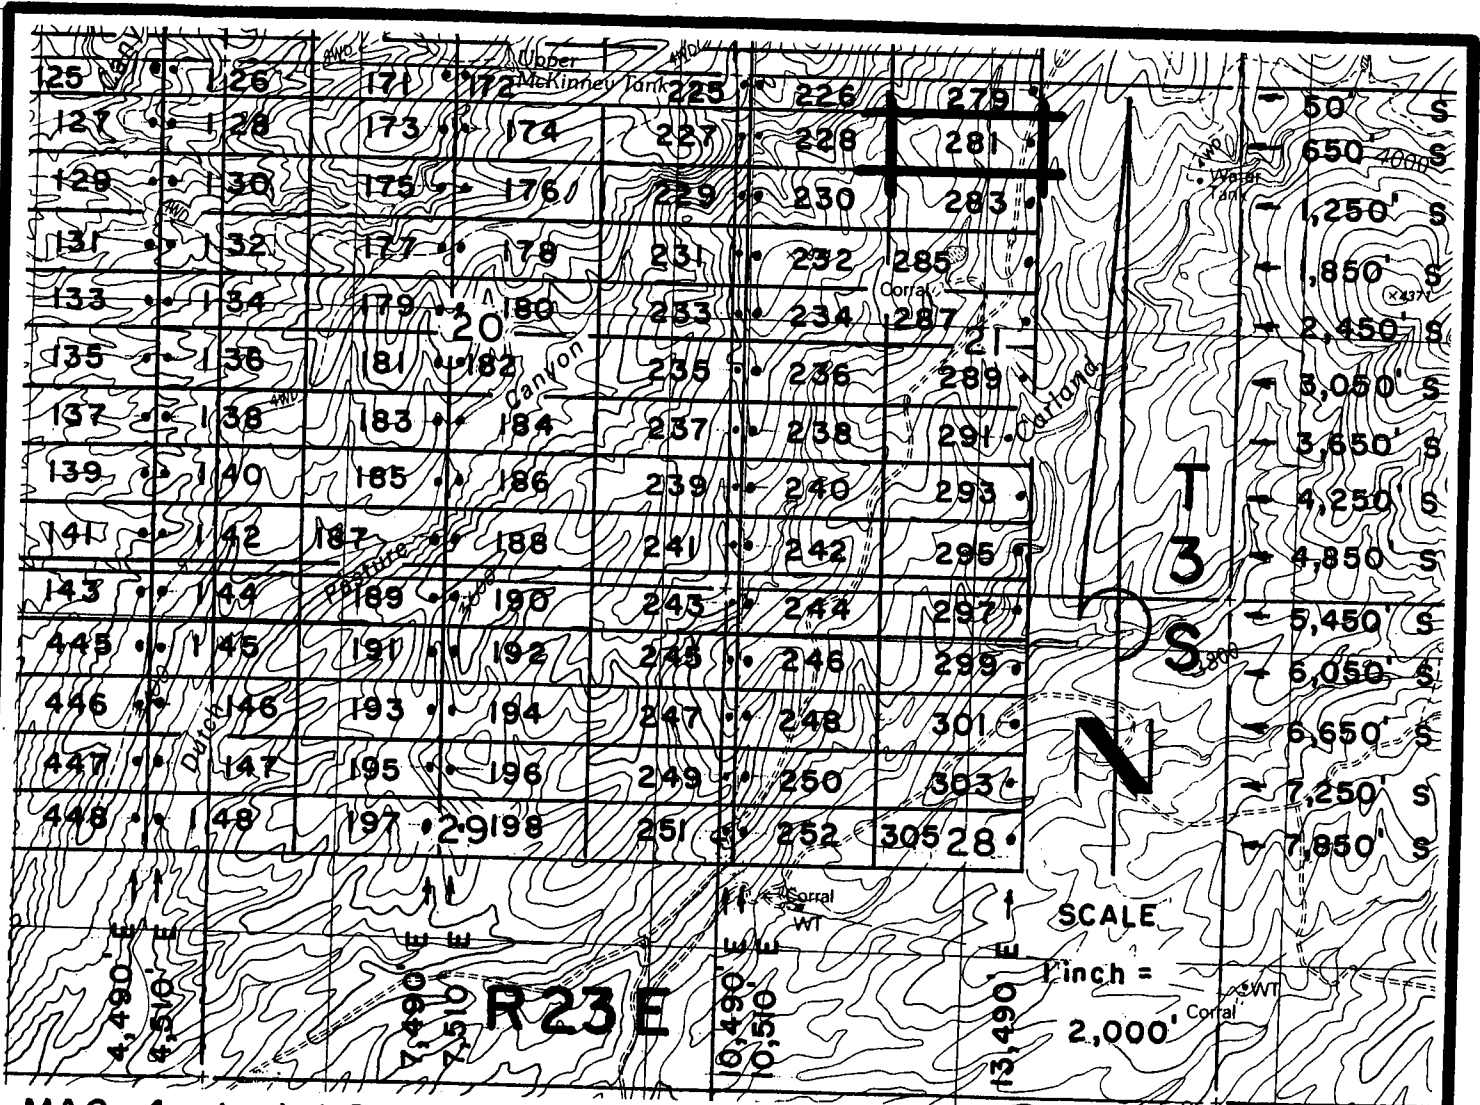 Upper
McKinney Tank
4WD
4WD
125 126 171 172 225 226 279 50' S
127 128 173 174 227 228 281 650' S
4000
4WD
Water
Tank
129 130 175 176 229 230 283 1,250' S
4WD
131 132 177 178 231 232 285 1,850' S
Corral
×4371
133 134 179 180 233 234 287 2,450' S
20 21
135 136 181 182 235 236 289 3,050' S
Canyon
Garland
4WD
137 138 183 184 237 238 291 3,650' S
139 140 185 186 239 240 293 4,250' S
T
3
S
141 142 187 188 241 242 295 4,850' S
Pasture
143 144 189 190 243 244 297 5,450' S
445 145 191 192 245 246 299 6,050' S
446 146 193 194 247 248 301 6,650' S
Dutch
N
447 147 195 196 249 250 303 7,250' S
448 148 197 29 198 251 252 305 28 7,850' S
Corral
WT
SCALE
1 inch =
2,000'
WT
Corral
4,490' E
4,510' E
7,490' E
7,510' E
10,490' E
10,510' E
13,490' E
R 23 E